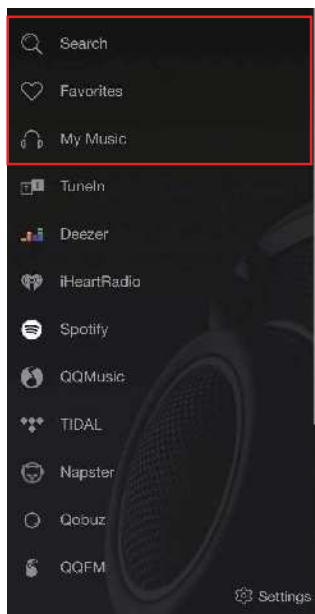 Search
Favorites
My Music
TuneIn
Deezer
iHeartRadio
Spotify
QQMusic
TIDAL
Napster
Qobuz
QQFM
Settings